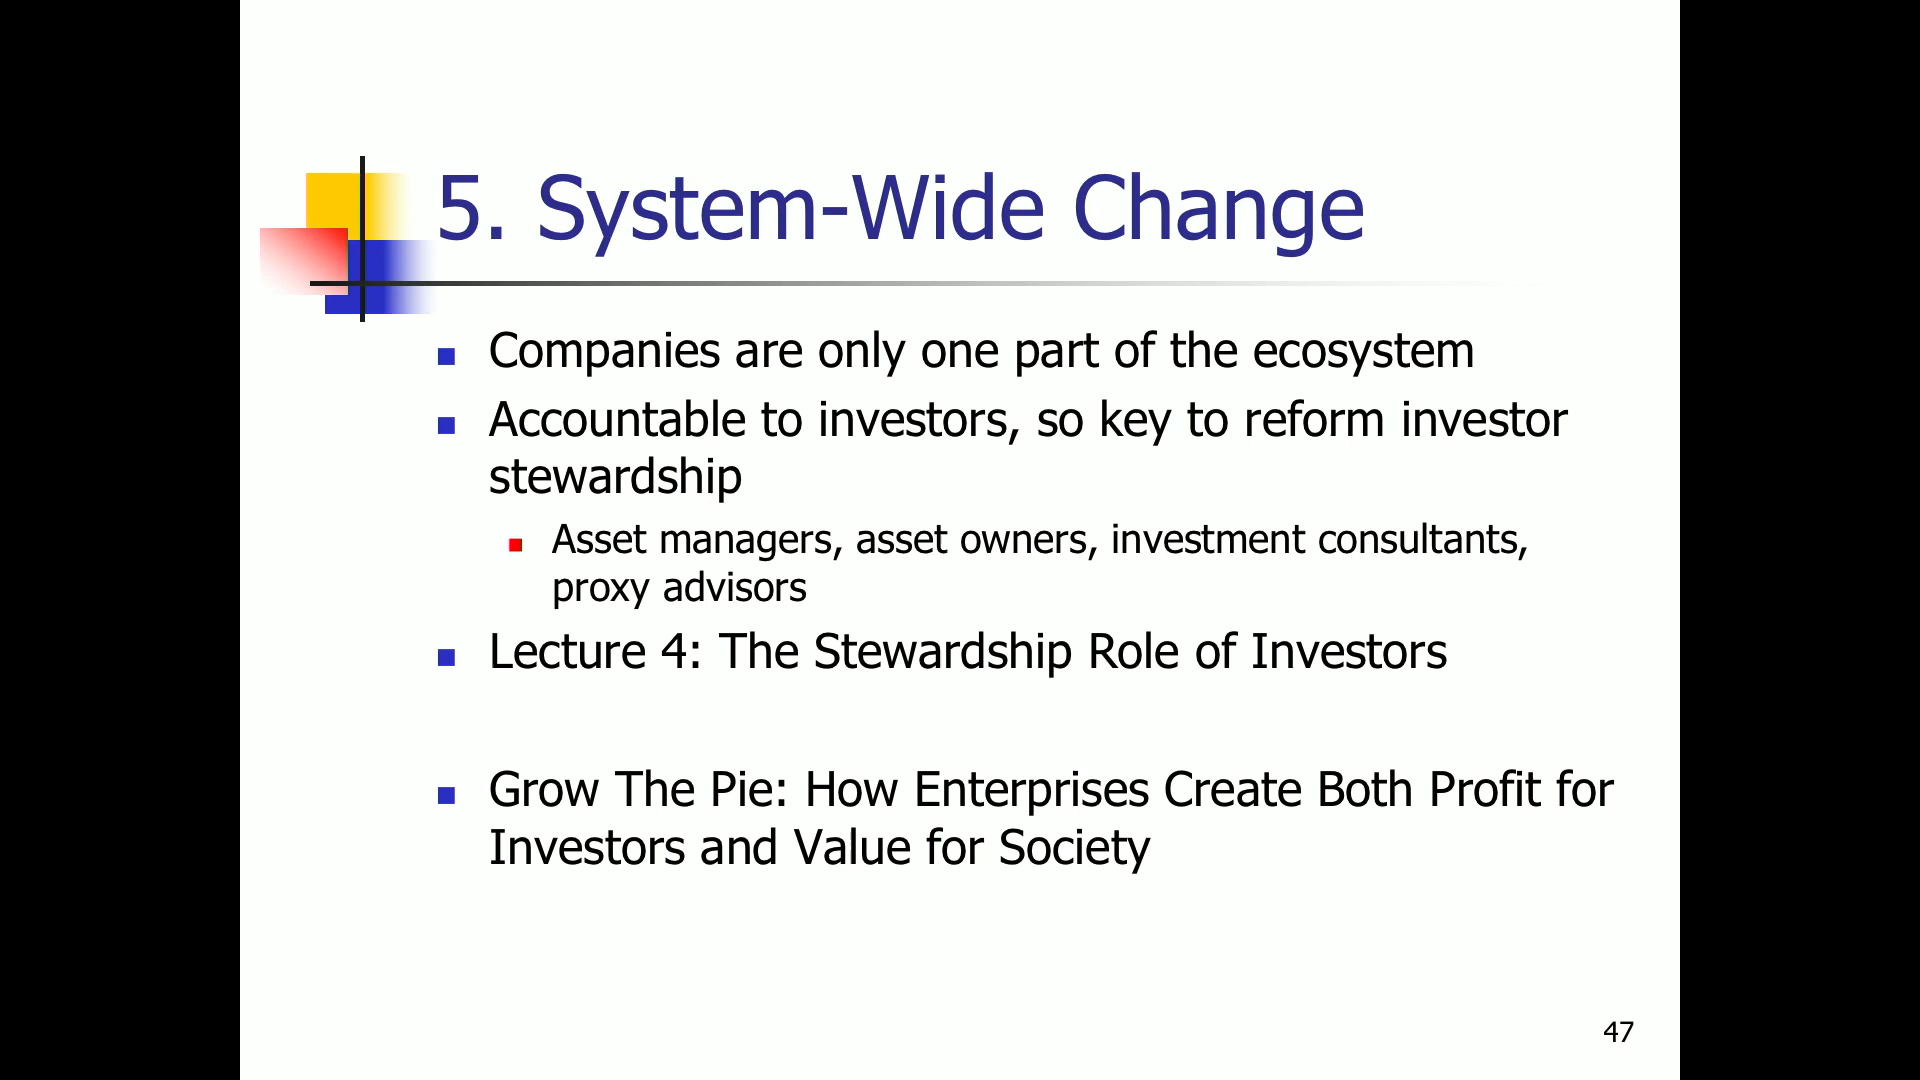 5. System-Wide Change
Companies are only one part of the ecosystem
Accountable to investors, so key to reform investor
stewardship
Asset managers, asset owners, investment consultants,
proxy advisors
Lecture 4: The Stewardship Role of Investors
Grow The Pie: How Enterprises Create Both Profit for
Investors and Value for Society
47